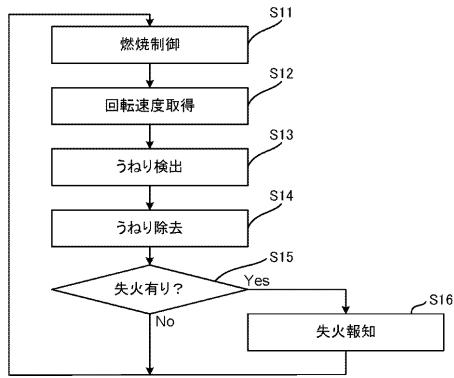 S11
燃焼制御
S12
回転速度取得
S13
うねり検出
S14
うねり除去
S15
失火有り?
Yes
S16
失火報知
No